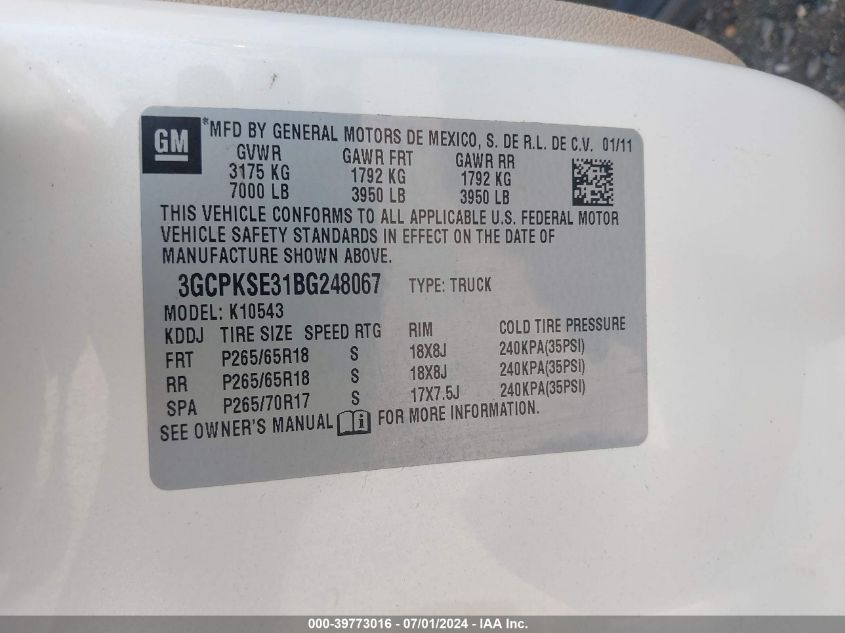 GM
*MFD BY GENERAL MOTORS DE MEXICO, S. DE R.L. DE C.V. 01/11
GVWR GAWR FRT GAWR RR
3175 KG 1792 KG 1792 KG
7000 LB 3950 LB 3950 LB
THIS VEHICLE CONFORMS TO ALL APPLICABLE U.S. FEDERAL MOTOR
VEHICLE SAFETY STANDARDS IN EFFECT ON THE DATE OF
MANUFACTURE SHOWN ABOVE.
3GCPKSE31BG248067 TYPE: TRUCK
MODEL: K10543
KDDJ TIRE SIZE SPEED RTG RIM COLD TIRE PRESSURE
FRT P265/65R18 S 18X8J 240KPA(35PSI)
RR P265/65R18 S 18X8J 240KPA(35PSI)
SPA P265/70R17 S 17X7.5J 240KPA(35PSI)
SEE OWNER'S MANUAL i FOR MORE INFORMATION.
000-39773016 - 07/01/2024 - IAA Inc.